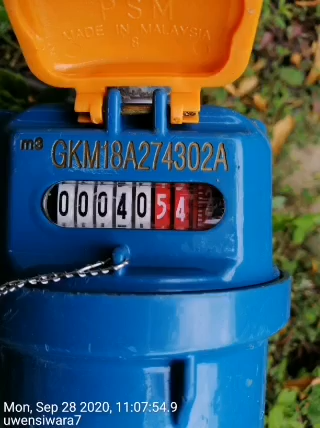 PSM
MADE IN MALAYSIA
S
m3 GKM18A274302A
0004054
Mon, Sep 28 2020, 11:07:54.9
uwensiwara7